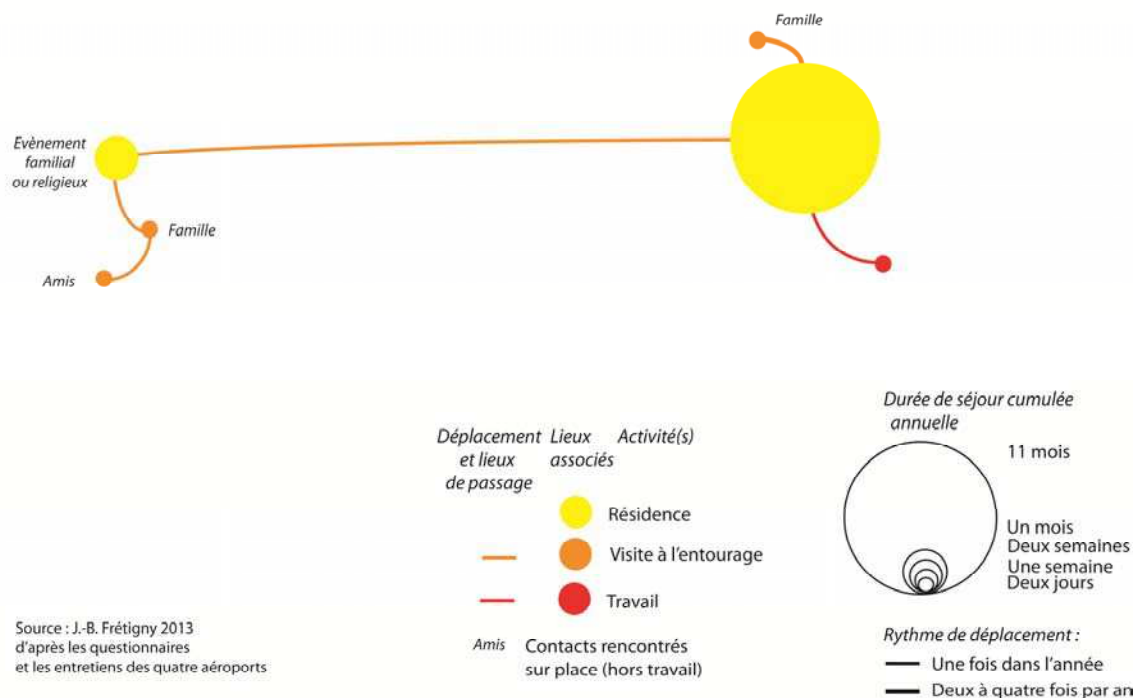 Famille
Evènement
familial
ou religieux
Famille
Amis
Durée de séjour cumulée
annuelle
11 mois
Un mois
Deux semaines
Une semaine
Deux jours
Déplacement
et lieux
de passage
Lieux
associés
Activité(s)
Résidence
Visite à l'entourage
Travail
Amis Contacts rencontrés
sur place (hors travail)
Source : J.-B. Frétigny 2013
d'après les questionnaires
et les entretiens des quatre aéroports
Rythme de déplacement :
Une fois dans l'année
Deux à quatre fois par an